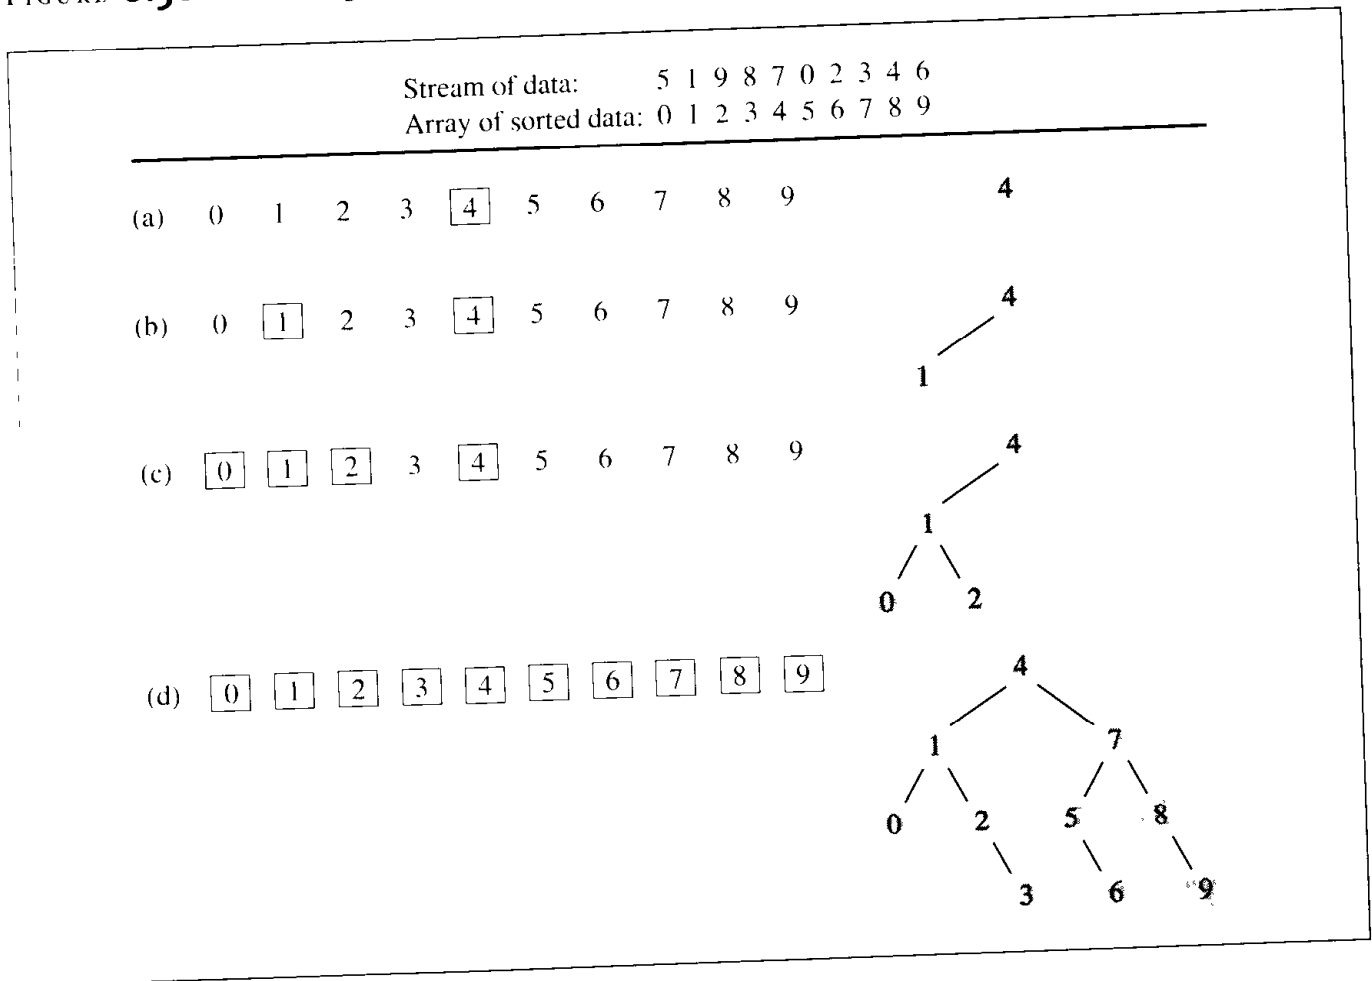 FIGURE
Stream of data: 5 1 9 8 7 0 2 3 4 6
Array of sorted data: 0 1 2 3 4 5 6 7 8 9
(a) 0 1 2 3 4 5 6 7 8 9
4
(b) 0 1 2 3 4 5 6 7 8 9
4
1
(c) 0 1 2 3 4 5 6 7 8 9
4
1
0 2
(d) 0 1 2 3 4 5 6 7 8 9
4
1 7
0 2 5 8
3 6 9